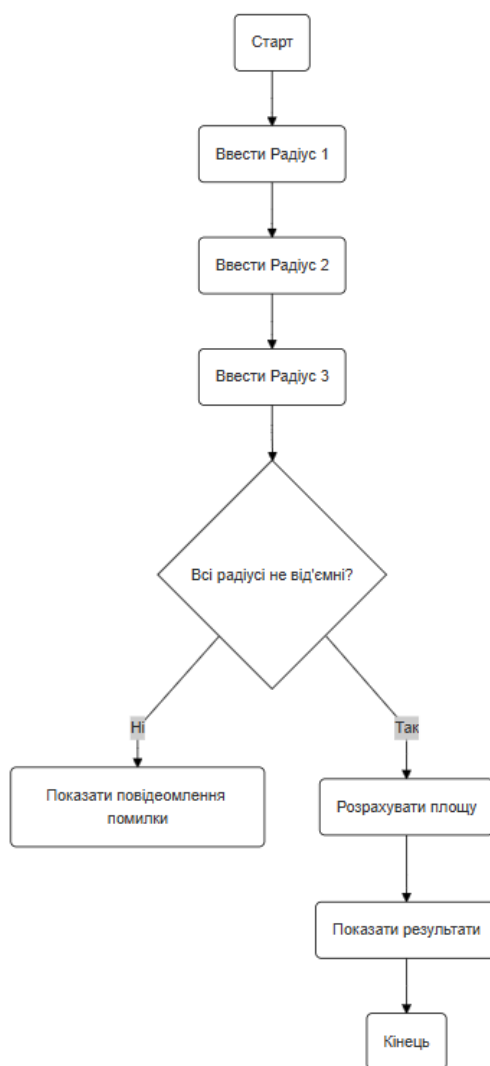 Старт
Ввести Радіус 1
Ввести Радіус 2
Ввести Радіус 3
Всі радіусі не від'ємні?
Ні
Так
Показати повідеомлення
помилки
Розрахувати площу
Показати результати
Кінець